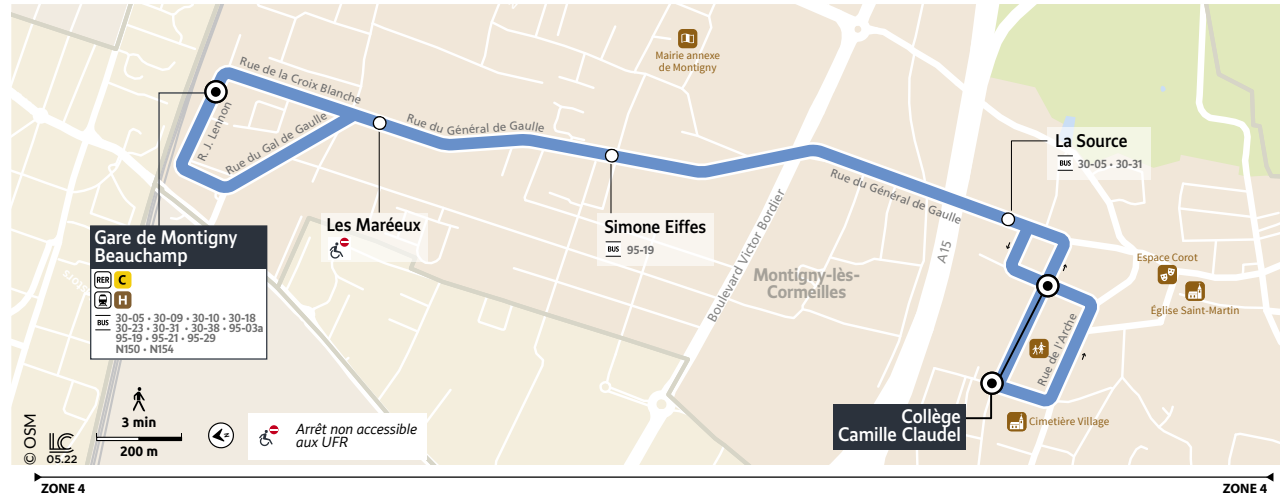 Mairie annexe
de Montigny
Rue de la Croix Blanche
R. J. Lennon
Rue du Gal de Gaulle
Rue du Général de Gaulle
La Source
BUS 30-05 • 30-31
Rue du Général de Gaulle
Les Maréeux
Simone Eiffes
BUS 95-19
Gare de Montigny
Beauchamp
RER C
H
BUS 30-05 • 30-09 • 30-10 • 30-18
30-23 • 30-31 • 30-38 • 95-03a
95-19 • 95-21 • 95-29
N150 • N154
Boulevard Victor Bordier
Montigny-lès-
Cormeilles
A15
Espace Corot
Église Saint-Martin
Rue de l'Arche
Collège
Camille Claudel
Cimetière Village
© OSM
LC
05.22
3 min
200 m
N
Arrêt non accessible
aux UFR
ZONE 4
ZONE 4